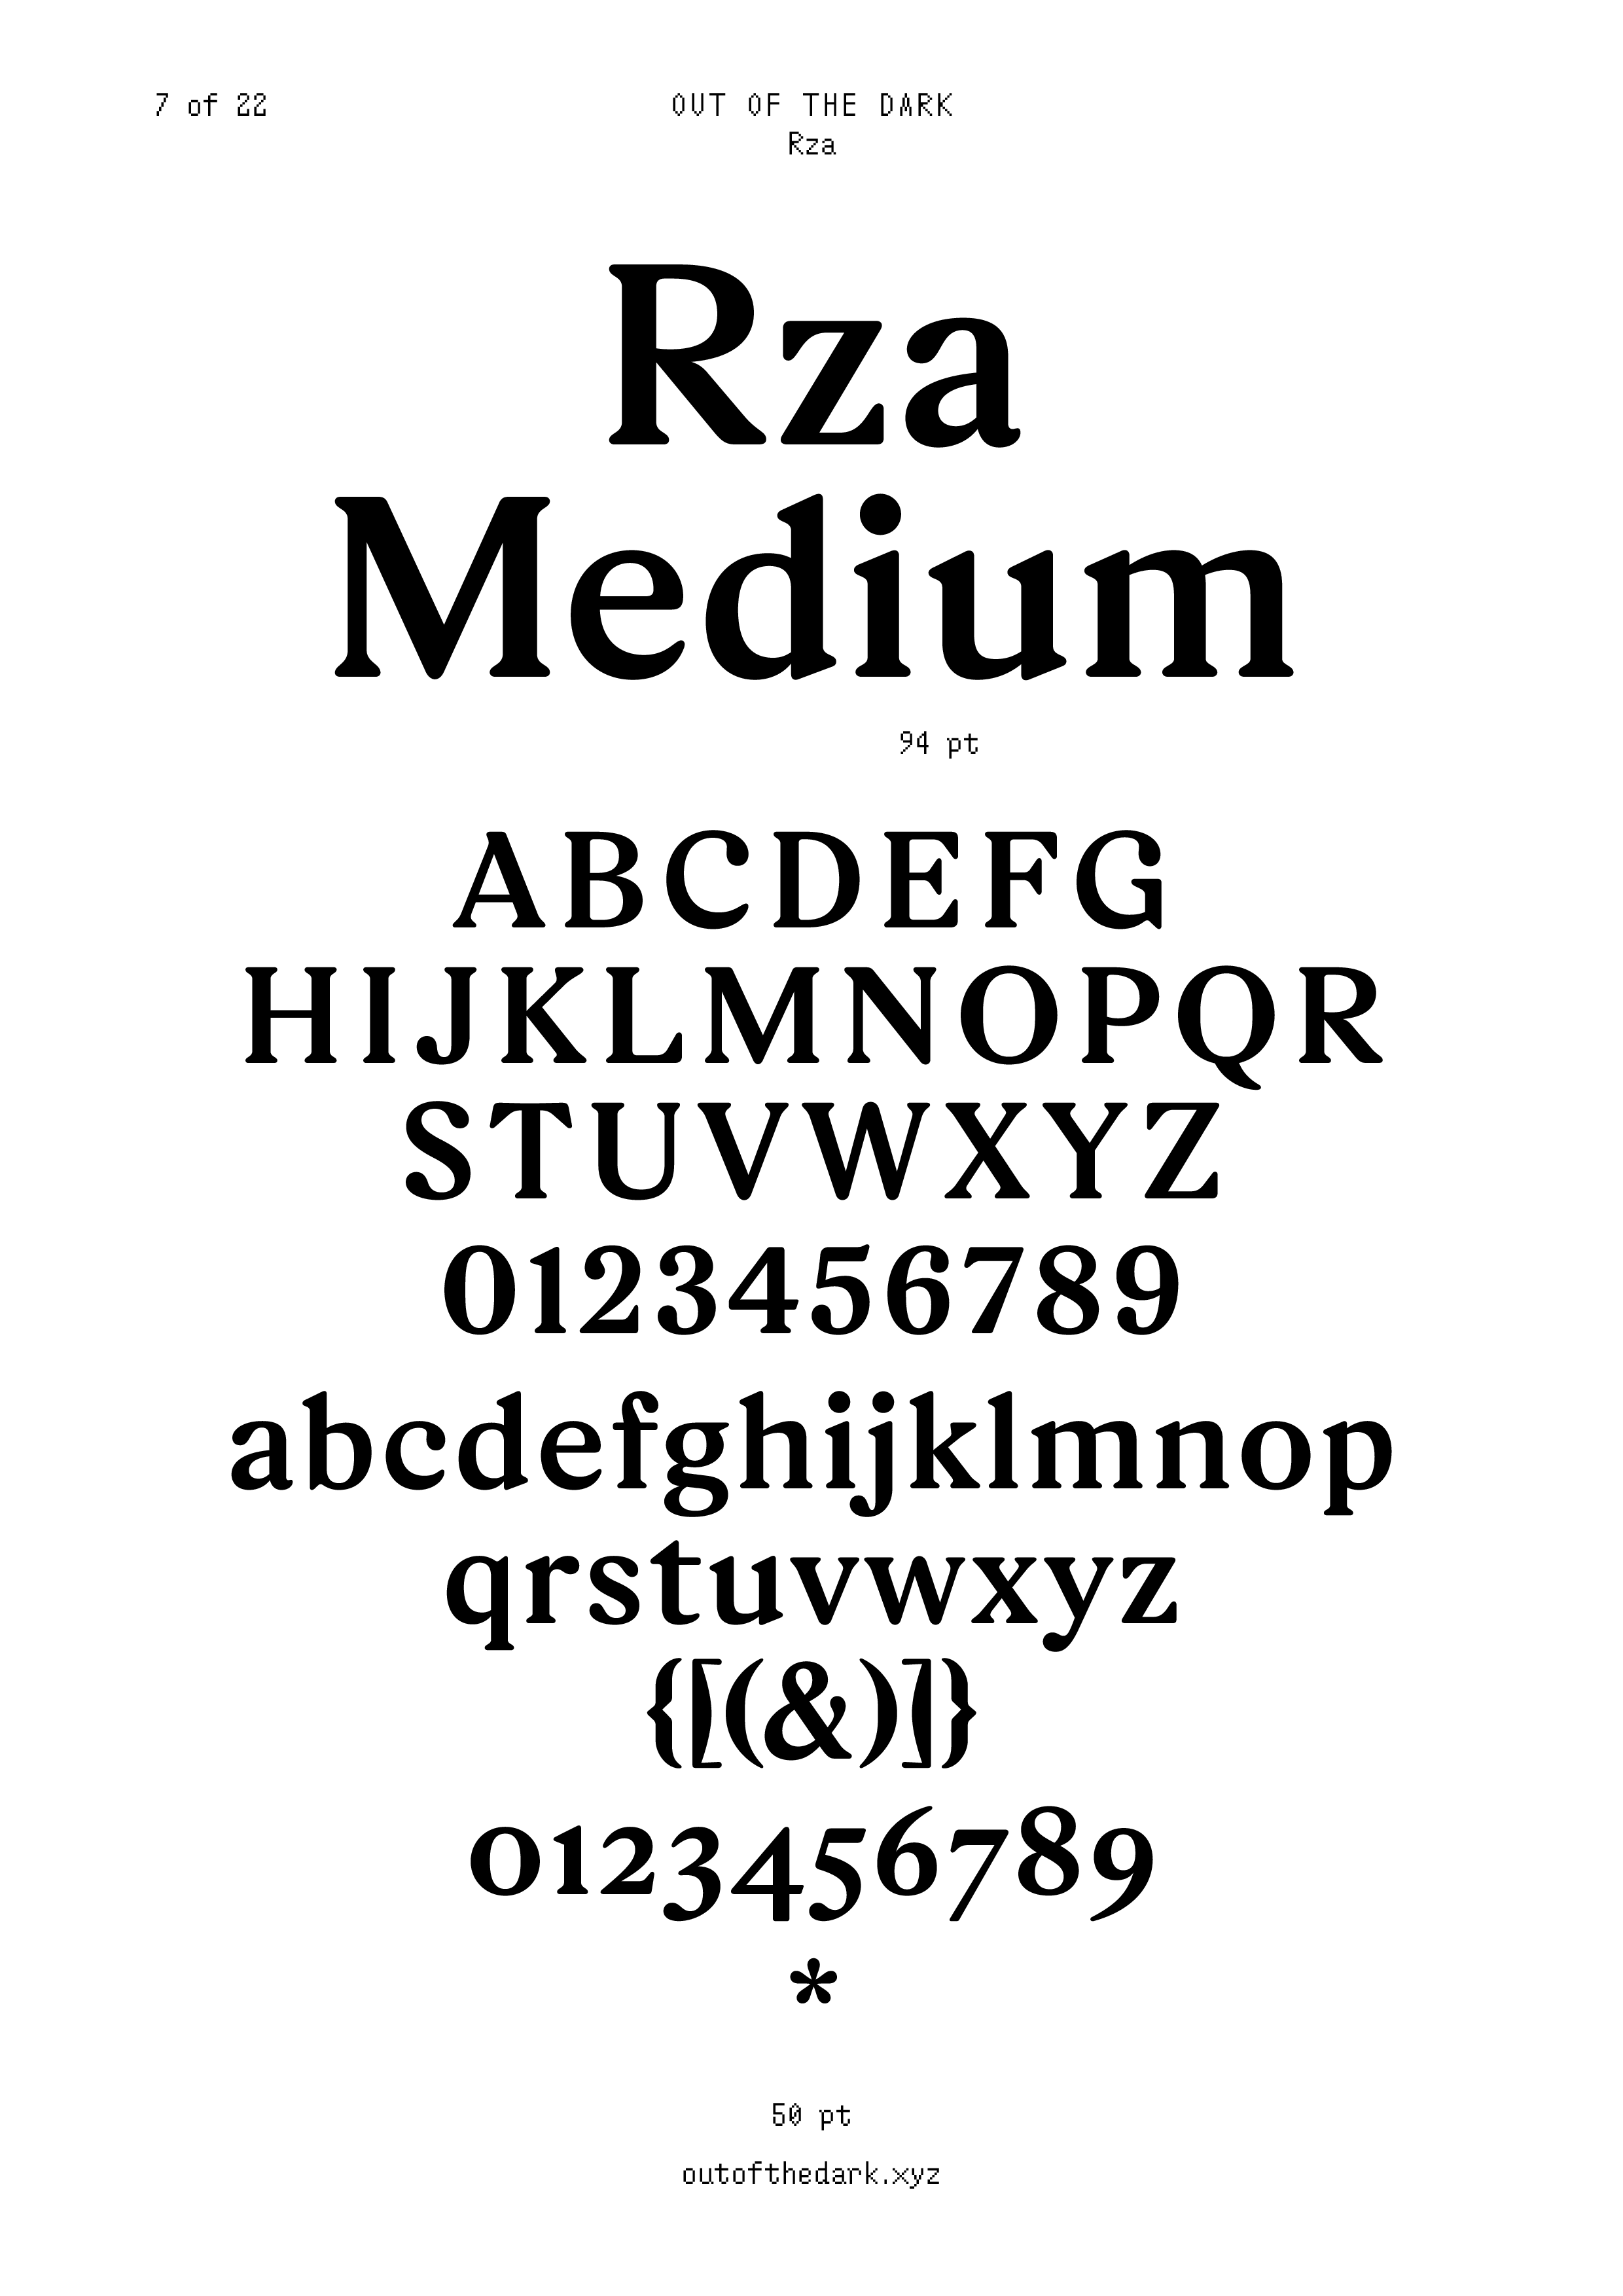 7 of 22
OUT OF THE DARK
Rza
Rza
Medium
94 pt
ABCDEFG
HIJKLMNOPQR
STUVWXYZ
0123456789
abcdefghijklmnop
qrstuvwxyz
{[(&)]}
0123456789
*
50 pt
outofthedark.xyz